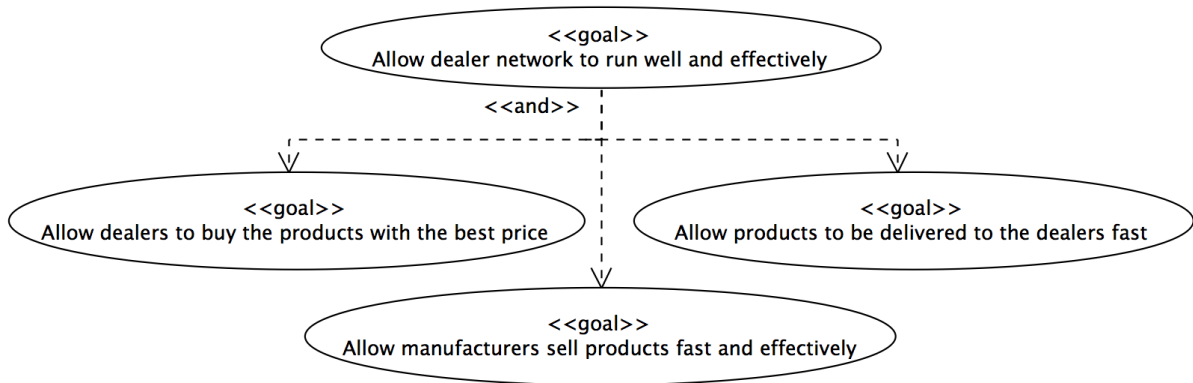 <<goal>>
Allow dealer network to run well and effectively
<<and>>
<<goal>>
Allow dealers to buy the products with the best price
<<goal>>
Allow products to be delivered to the dealers fast
<<goal>>
Allow manufacturers sell products fast and effectively